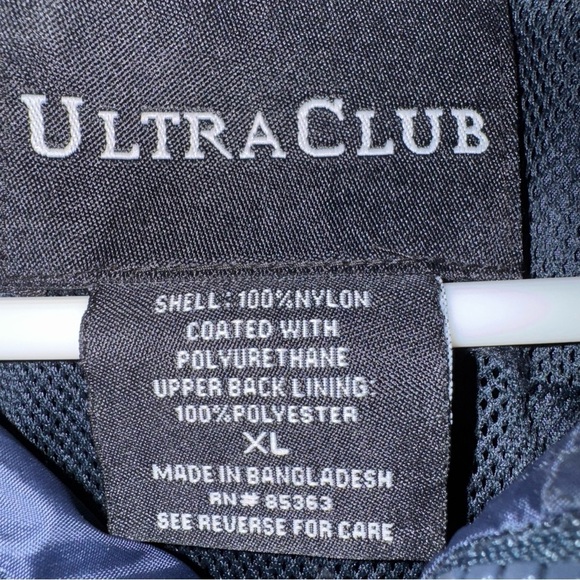 ULTRACLUB
SHELL: 100%NYLON
COATED WITH
POLYURETHANE
UPPER BACK LINING:
100%POLYESTER
XL
MADE IN BANGLADESH
RN# 85363
SEE REVERSE FOR CARE